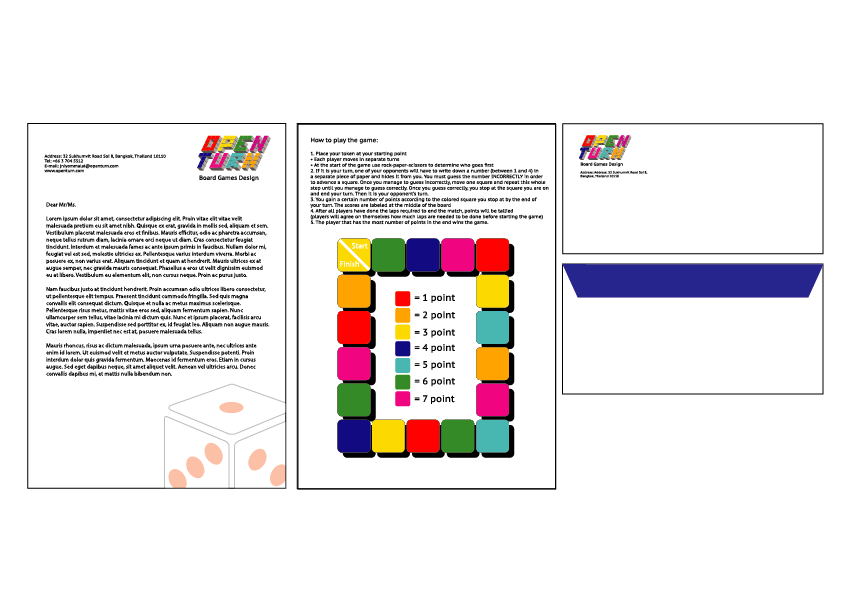 OPEN
TURN
Board Games Design
Address: 32 Sukhumvit Road Soi 8, Bangkok, Thailand 10110
Tel: +66 3 704 5512
www.openturn.com
Dear Mr/Ms.
Lorem ipsum dolor sit amet, consectetur adipiscing elit. Proin vitae elit vitae velit
malesuada pretium eu sit amet nibh. Quisque ex erat, gravida in mollis sed, aliquam et sem.
Vestibulum placerat malesuada eros et finibus. Mauris efficitur, odio ac pharetra accumsan,
neque tellus rutrum diam, lacinia ornare orci neque ut diam. Cras consectetur feugiat
tincidunt. Interdum et malesuada fames ac ante ipsum primis in faucibus. Nullam dolor mi,
feugiat vel est sed, molestie ultricies ex. Pellentesque varius interdum viverra. Morbi ac
posuere ex, non varius erat. Aliquam tincidunt et quam at hendrerit. Mauris ultrices ex at
augue semper, nec gravida mauris consequat. Phasellus a eros ut velit dignissim euismod
eu at libero. Vestibulum eu elementum elit, non cursus neque. Proin ac purus justo.
Nam faucibus justo at tincidunt hendrerit. Proin accumsan odio ultrices libero consectetur,
ut pellentesque elit tempus. Praesent tincidunt commodo fringilla. Sed quis magna
convallis elit consequat dictum. Quisque et nulla ac metus maximus scelerisque.
Pellentesque risus metus, mattis vitae eros sed, aliquam fermentum sapien. Nunc
ullamcorper sem tellus, vitae lacinia mi dictum quis. Nunc et ipsum placerat, facilisis arcu
vitae, auctor sapien. Suspendisse sed porttitor ex, id feugiat leo. Aliquam non augue mauris.
Cras lorem nulla, imperdiet nec est at, posuere malesuada tellus.
Mauris rhoncus, risus ac dictum malesuada, ipsum urna posuere ante, nec ultrices ante
enim id lorem. Ut euismod velit et metus auctor vulputate. Suspendisse potenti. Proin
interdum dolor quis gravida fermentum. Maecenas id fermentum eros. Etiam in cursus
augue. Sed eget dapibus neque, sit amet aliquet velit. Aenean vel ultricies arcu. Donec
convallis dapibus mi, et mattis nulla bibendum non.
How to play the game:
1. Place your token at your starting point
• Each player moves in separate turns
• At the start of the game use rock-paper-scissors to determine who goes first
2. If it is your turn, one of your opponents will have to write down a number (between 1 and 4) in
a separate piece of paper and hides it from you. You must guess the number INCORRECTLY in order
to advance a square. Once you manage to guess incorrectly, move one square and repeat this whole
step until you manage to guess correctly. Once you guess correctly, you stop at the square you are on
and end your turn. Then it is your opponent's turn.
3. You gain a certain number of points according to the colored square you stop at by the end of
your turn. The scores are labeled at the middle of the board
4. After all players have done the laps required to end the match, points will be tallied
(players will agree on themselves how much laps are needed to be done before starting the game)
5. The player that has the most number of points in the end wins the game.
Start
Finish
= 1 point
= 2 point
= 3 point
= 4 point
= 5 point
= 6 point
= 7 point
OPEN
TURN
Address: 32 Sukhumvit Road Soi 8,
Bangkok, Thailand 10110